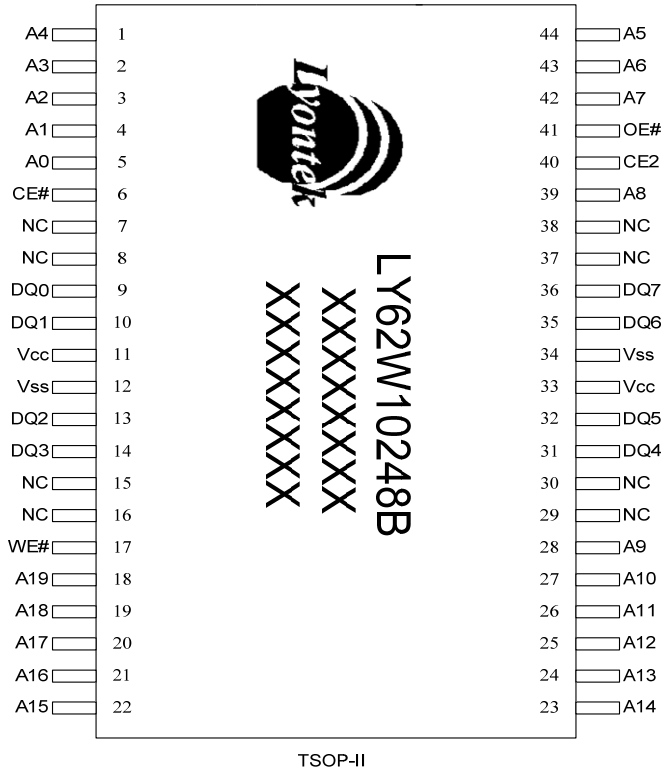 A4 1 44 A5
A3 2 43 A6
A2 3 42 A7
A1 4 41 OE#
A0 5 40 CE2
CE# 6 39 A8
NC 7 38 NC
NC 8 37 NC
DQ0 9 36 DQ7
DQ1 10 35 DQ6
Vcc 11 34 Vss
Vss 12 33 Vcc
DQ2 13 32 DQ5
DQ3 14 31 DQ4
NC 15 30 NC
NC 16 29 NC
WE# 17 28 A9
A19 18 27 A10
A18 19 26 A11
A17 20 25 A12
A16 21 24 A13
A15 22 23 A14
Lyontek
LY62W10248B
XXXXXXXX
XXXXXXXX
TSOP-II